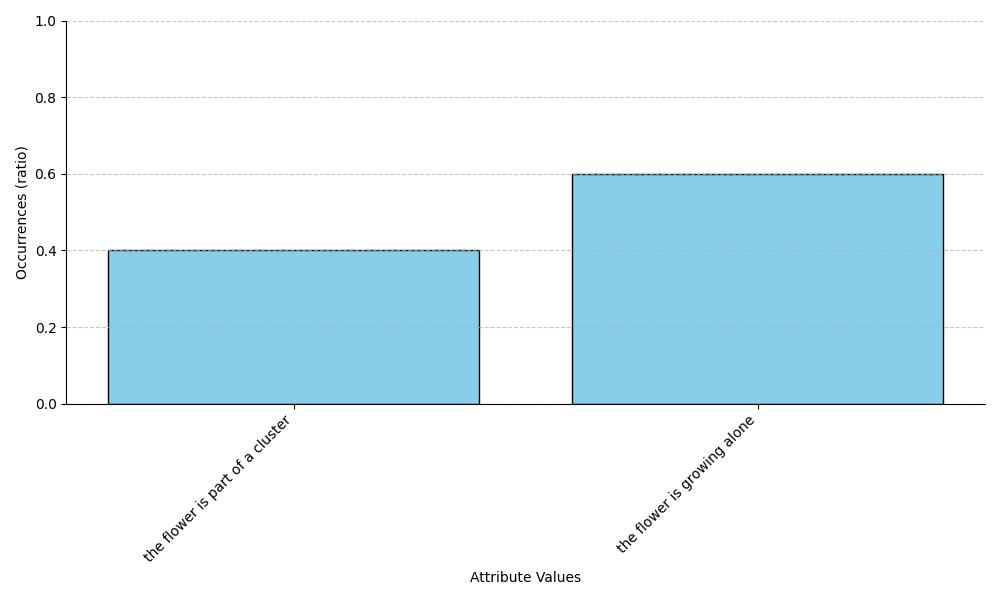 1.0
0.8
0.6
0.4
0.2
0.0
Occurrences (ratio)
the flower is part of a cluster
the flower is growing alone
Attribute Values